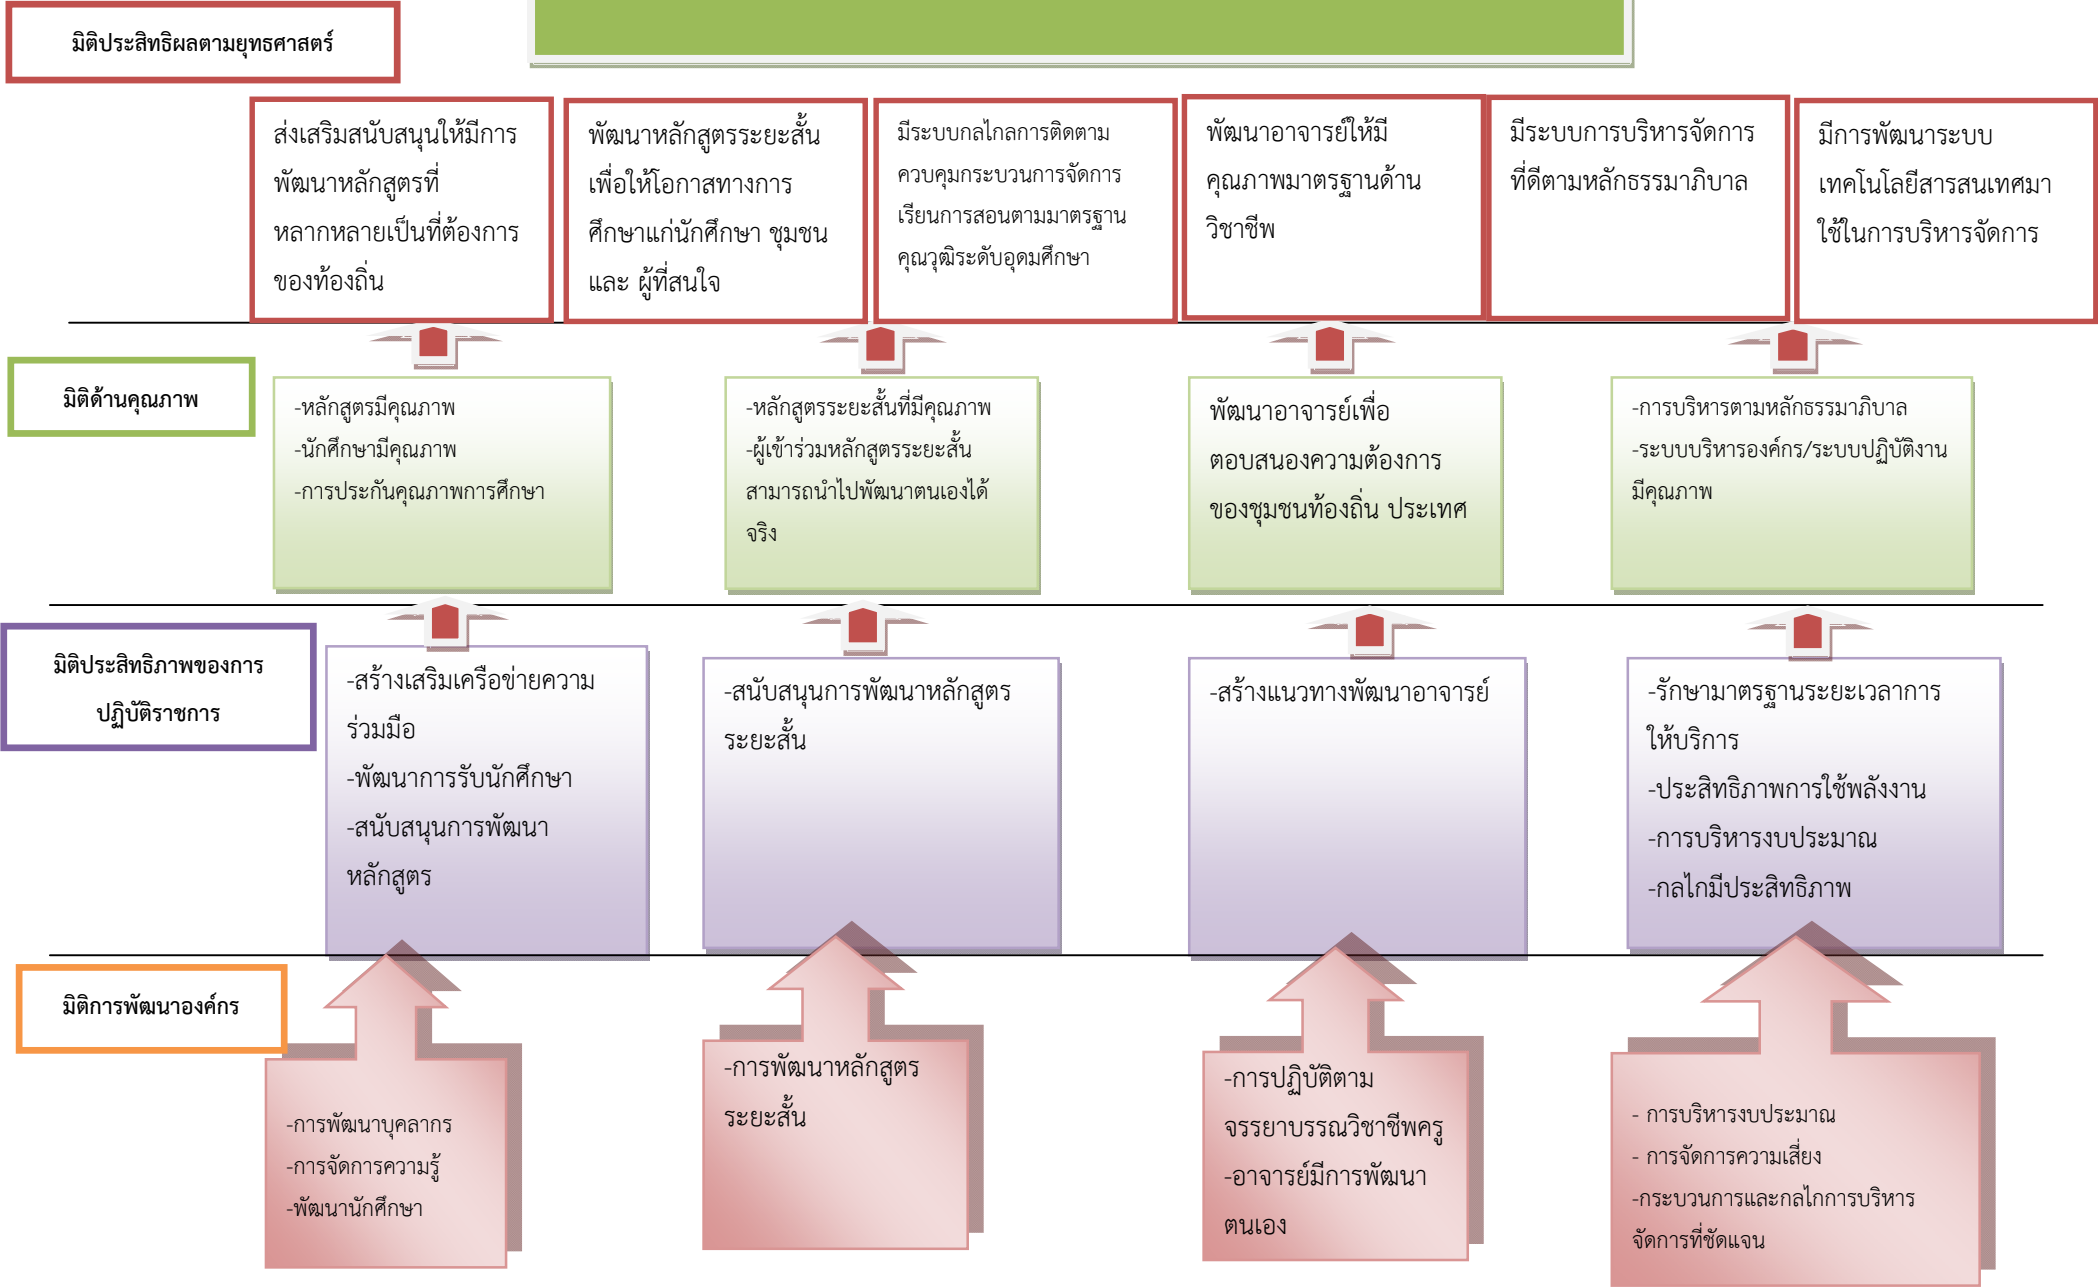 มิติประสิทธิผลตามยุทธศาสตร์
ส่งเสริมสนับสนุนให้มีการ
พัฒนาหลักสูตรที่
หลากหลายเป็นที่ต้องการ
ของท้องถิ่น
พัฒนาหลักสูตรระยะสั้น
เพื่อให้โอกาสทางการ
ศึกษาแก่นักศึกษา ชุมชน
และ ผู้ที่สนใจ
มีระบบกลไกลการติดตาม
ควบคุมกระบวนการจัดการ
เรียนการสอนตามมาตรฐาน
คุณวุฒิระดับอุดมศึกษา
พัฒนาอาจารย์ให้มี
คุณภาพมาตรฐานด้าน
วิชาชีพ
มีระบบการบริหารจัดการ
ที่ดีตามหลักธรรมาภิบาล
มีการพัฒนาระบบ
เทคโนโลยีสารสนเทศมา
ใช้ในการบริหารจัดการ
มิติด้านคุณภาพ
-หลักสูตรมีคุณภาพ
-นักศึกษามีคุณภาพ
-การประกันคุณภาพการศึกษา
-หลักสูตรระยะสั้นที่มีคุณภาพ
-ผู้เข้าร่วมหลักสูตรระยะสั้น
สามารถนำไปพัฒนาตนเองได้
จริง
พัฒนาอาจารย์เพื่อ
ตอบสนองความต้องการ
ของชุมชนท้องถิ่น ประเทศ
-การบริหารตามหลักธรรมาภิบาล
-ระบบบริหารองค์กร/ระบบปฏิบัติงาน
มีคุณภาพ
มิติประสิทธิภาพของการ
ปฏิบัติราชการ
-สร้างเสริมเครือข่ายความ
ร่วมมือ
-พัฒนาการรับนักศึกษา
-สนับสนุนการพัฒนา
หลักสูตร
-สนับสนุนการพัฒนาหลักสูตร
ระยะสั้น
-สร้างแนวทางพัฒนาอาจารย์
-รักษามาตรฐานระยะเวลาการ
ให้บริการ
-ประสิทธิภาพการใช้พลังงาน
-การบริหารงบประมาณ
-กลไกมีประสิทธิภาพ
มิติการพัฒนาองค์กร
-การพัฒนาบุคลากร
-การจัดการความรู้
-พัฒนานักศึกษา
-การพัฒนาหลักสูตร
ระยะสั้น
-การปฏิบัติตาม
จรรยาบรรณวิชาชีพครู
-อาจารย์มีการพัฒนา
ตนเอง
- การบริหารงบประมาณ
- การจัดการความเสี่ยง
-กระบวนการและกลไกการบริหาร
จัดการที่ชัดแจน